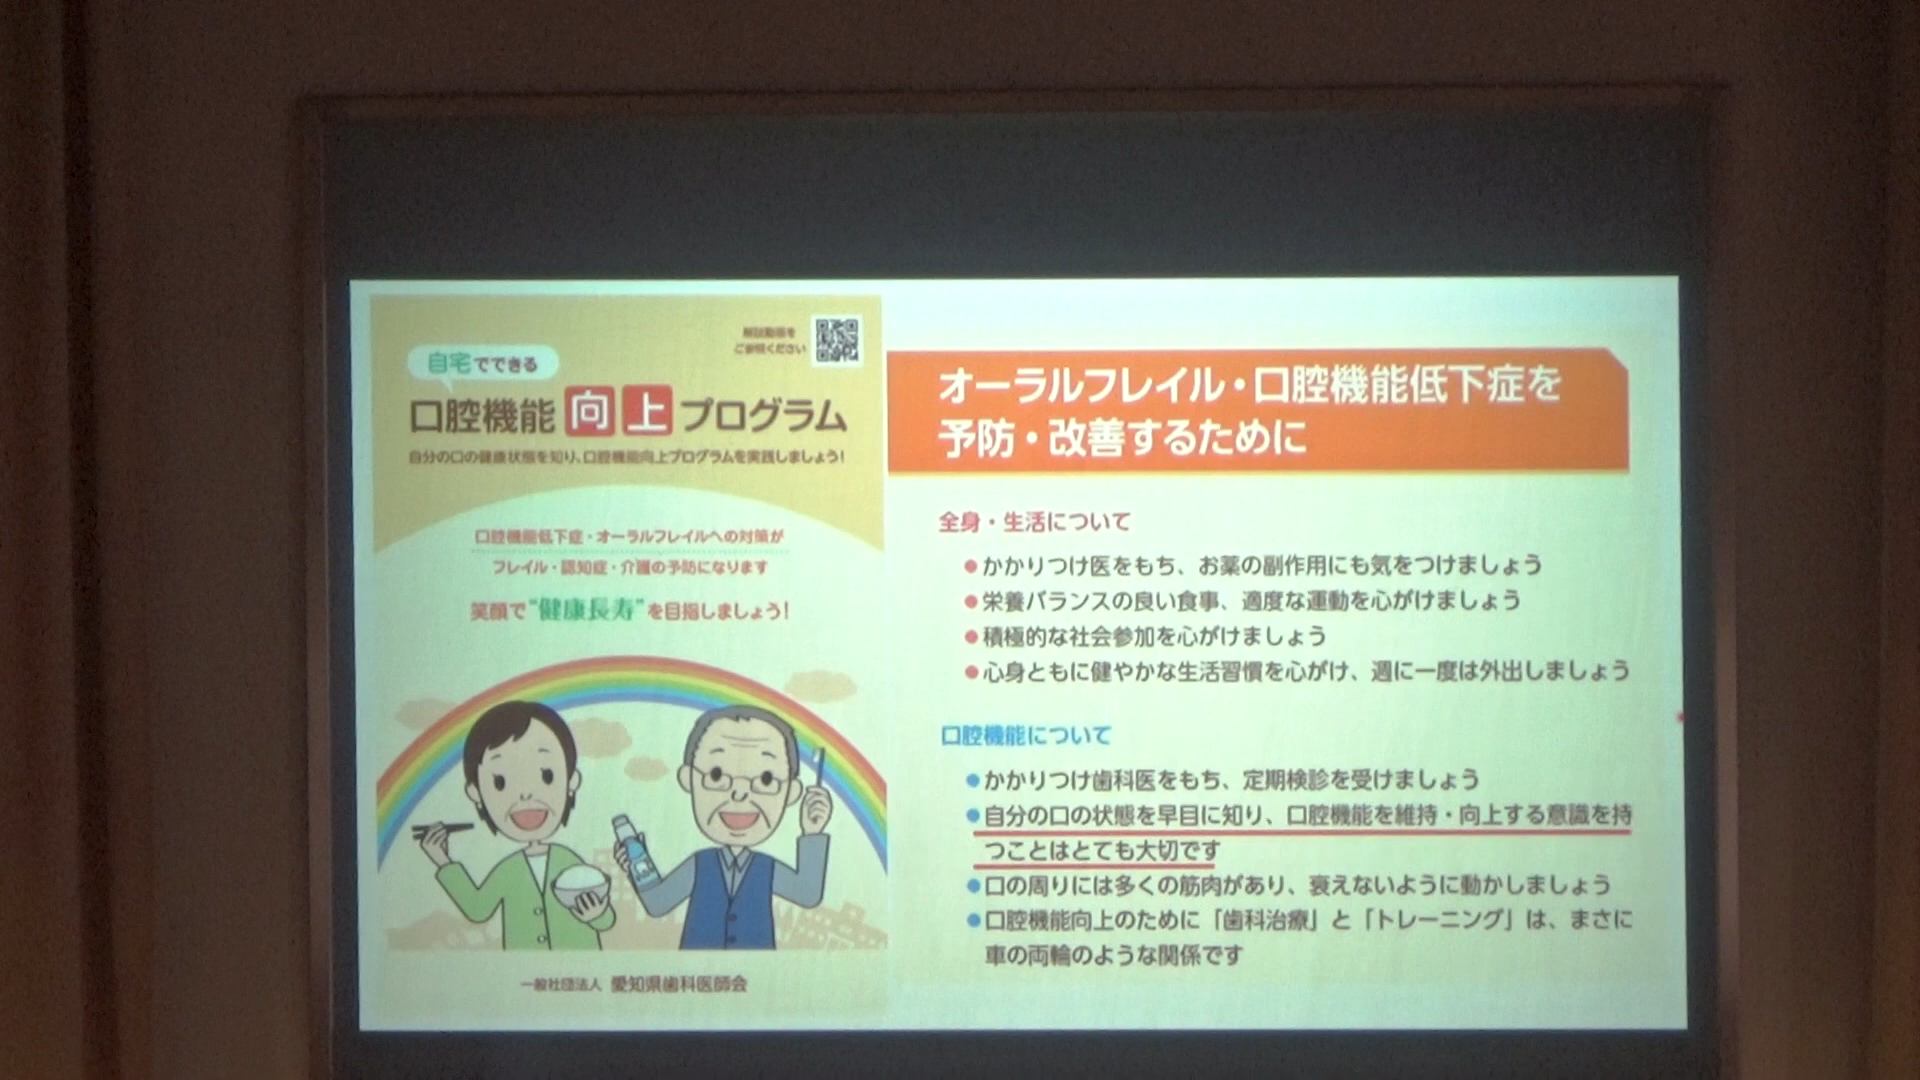 解説動画を
ご参照ください
自宅でできる
口腔機能向上プログラム
自分の口の健康状態を知り、口腔機能向上プログラムを実践しましょう！
口腔機能低下症・オーラルフレイルへの対策が
フレイル・認知症・介護の予防になります
笑顔で“健康長寿”を目指しましょう！
一般社団法人 愛知県歯科医師会
オーラルフレイル・口腔機能低下症を
予防・改善するために
全身・生活について
●かかりつけ医をもち、お薬の副作用にも気をつけましょう
●栄養バランスの良い食事、適度な運動を心がけましょう
●積極的な社会参加を心がけましょう
●心身ともに健やかな生活習慣を心がけ、週に一度は外出しましょう
口腔機能について
●かかりつけ歯科医をもち、定期検診を受けましょう
●自分の口の状態を早目に知り、口腔機能を維持・向上する意識を持
つことはとても大切です
●口の周りには多くの筋肉があり、衰えないように動かしましょう
●口腔機能向上のために「歯科治療」と「トレーニング」は、まさに
車の両輪のような関係です